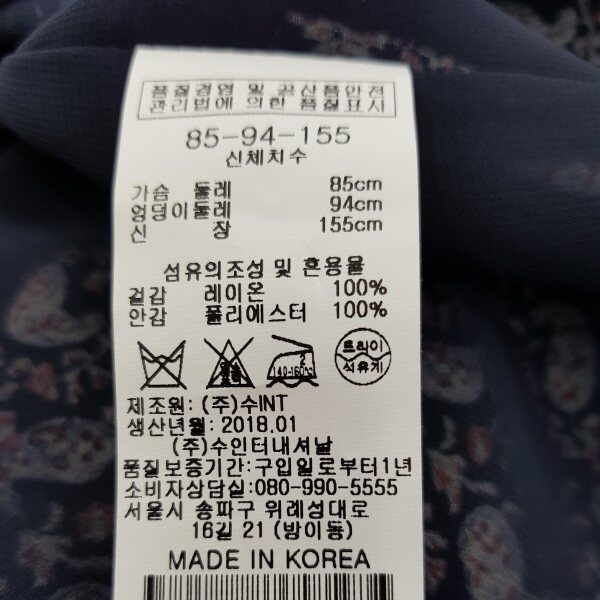 품질경영 및 공산품안전
관리법에 의한 품질표시
85-94-155
신체치수
가슴 둘레 85cm
엉덩이둘레 94cm
신 장 155cm
섬유의조성 및 혼용율
겉감 레이온 100%
안감 폴리에스터 100%
2
140-160℃
드라이
석유계
제조원: (주)수INT
생산년월: 2018.01
(주)수인터내셔날
품질보증기간:구입일로부터1년
소비자상담실:080-990-5555
서울시 송파구 위례성대로
16길 21 (방이동)
MADE IN KOREA